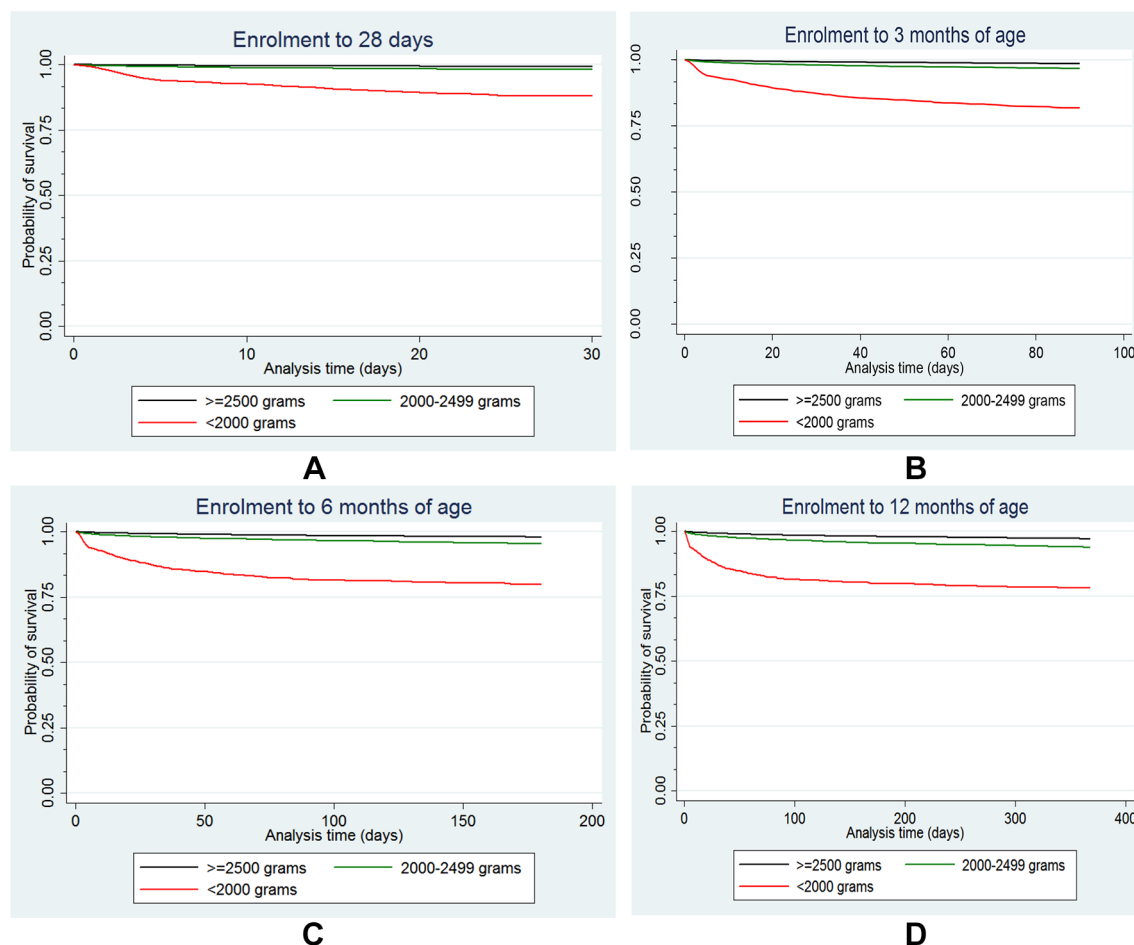 Enrolment to 28 days
Probability of survival
1.00
0.75
0.50
0.25
0.00
0 10 20 30
Analysis time (days)
>=2500 grams 2000-2499 grams
<2000 grams
A
Enrolment to 3 months of age
1.00
0.75
0.50
0.25
0.00
0 20 40 60 80 100
Analysis time (days)
>=2500 grams 2000-2499 grams
<2000 grams
B
Enrolment to 6 months of age
Probability of survival
1.00
0.75
0.50
0.25
0.00
0 50 100 150 200
Analysis time (days)
>=2500 grams 2000-2499 grams
<2000 grams
C
Enrolment to 12 months of age
Probability of survival
1.00
0.75
0.50
0.25
0.00
0 100 200 300 400
Analysis time (days)
>=2500 grams 2000-2499 grams
<2000 grams
D